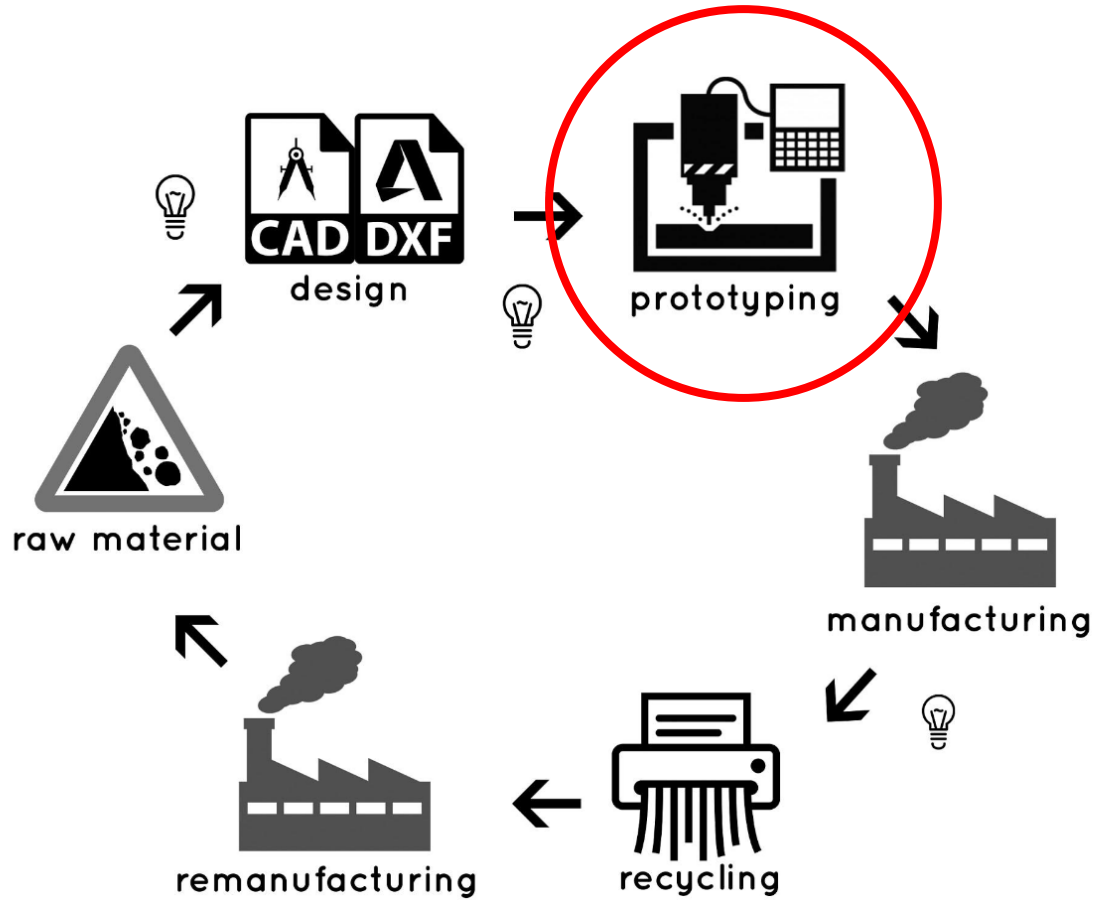 CAD DXF
design
prototyping
raw material
manufacturing
remanufacturing
recycling